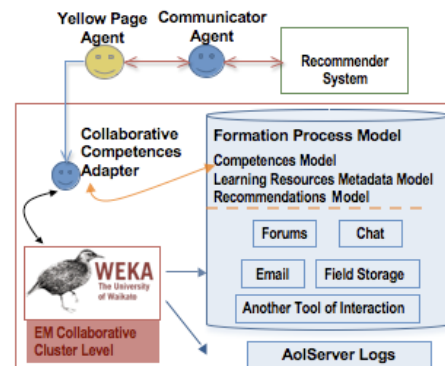 Yellow Page
Agent
Communicator
Agent
Recommender
System
Collaborative
Competences
Adapter
Formation Process Model
Competences Model
Learning Resources Metadata Model
Recommendations Model
Forums
Chat
Email
Field Storage
Another Tool of Interaction
WEKA
The University
of Waikato
EM Collaborative
Cluster Level
AolServer Logs